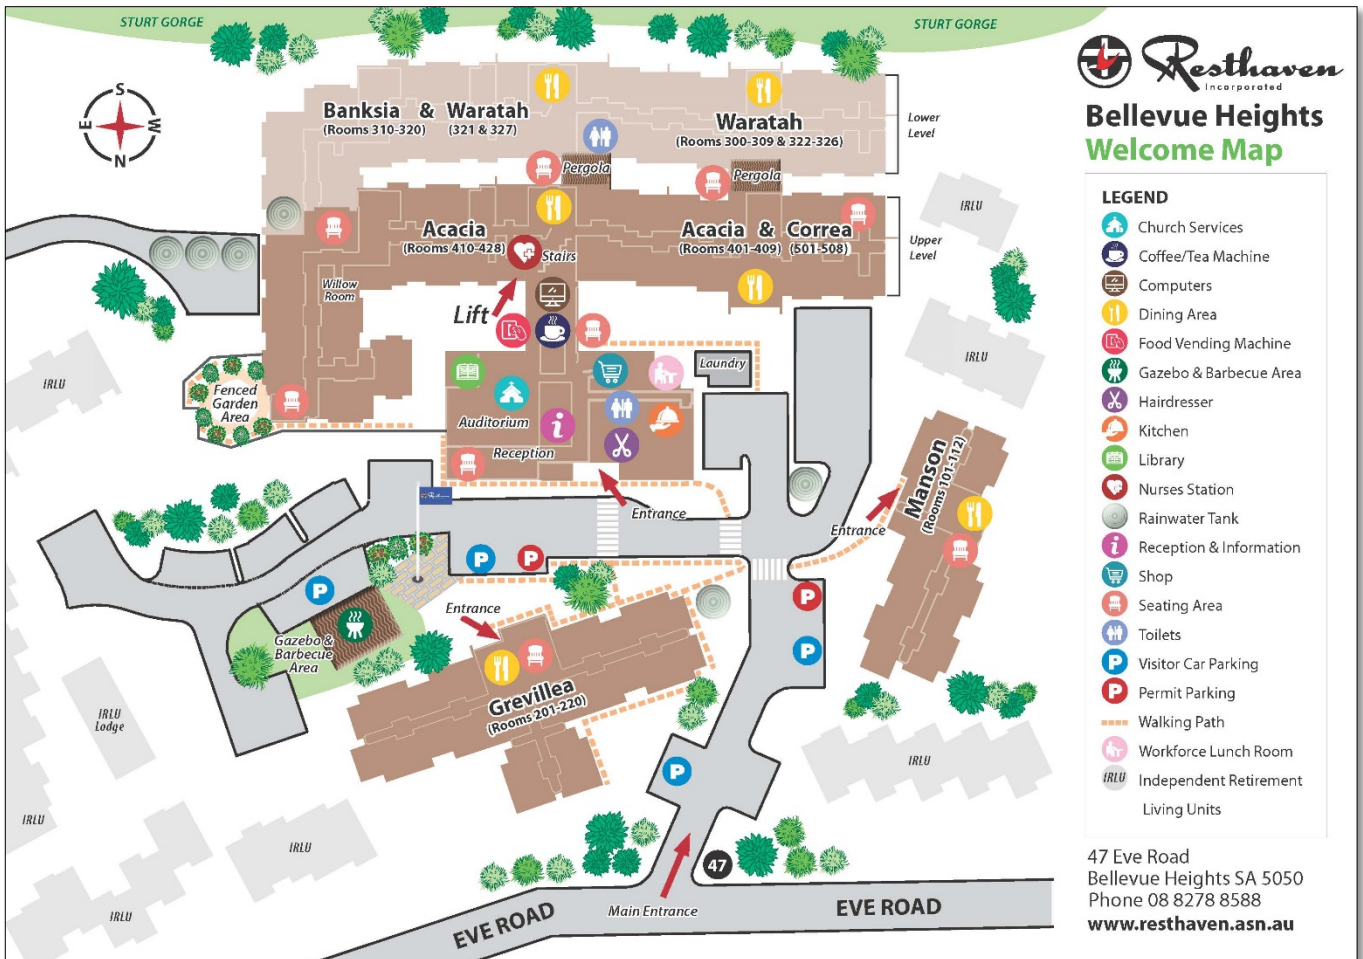 STURT GORGE
STURT GORGE
S
E
W
N
Banksia & Waratah
(Rooms 310-320) (321 & 327)
Waratah
(Rooms 300-309 & 322-326)
Lower
Level
Pergola
Pergola
Acacia
(Rooms 410-428)
Stairs
Acacia & Correa
(Rooms 401-409) (501-508)
Upper
Level
IRLU
Willow
Room
Lift
IRLU
IRLU
Laundry
Fenced
Garden
Area
Auditorium
i
Reception
Entrance
Resthaven
Entrance
Manson
(Rooms 101-112)
P
P
P
P
P
Entrance
Gazebo &
Barbecue
Area
Grevillea
(Rooms 201-220)
IRLU
Lodge
P
IRLU
IRLU
IRLU
IRLU
47
Main Entrance
EVE ROAD
EVE ROAD
Resthaven
Incorporated
Bellevue Heights
Welcome Map
LEGEND
Church Services
Coffee/Tea Machine
Computers
Dining Area
Food Vending Machine
Gazebo & Barbecue Area
Hairdresser
Kitchen
Library
Nurses Station
Rainwater Tank
i Reception & Information
Shop
Seating Area
Toilets
P Visitor Car Parking
P Permit Parking
Walking Path
Workforce Lunch Room
IRLU Independent Retirement
Living Units
47 Eve Road
Bellevue Heights SA 5050
Phone 08 8278 8588
www.resthaven.asn.au